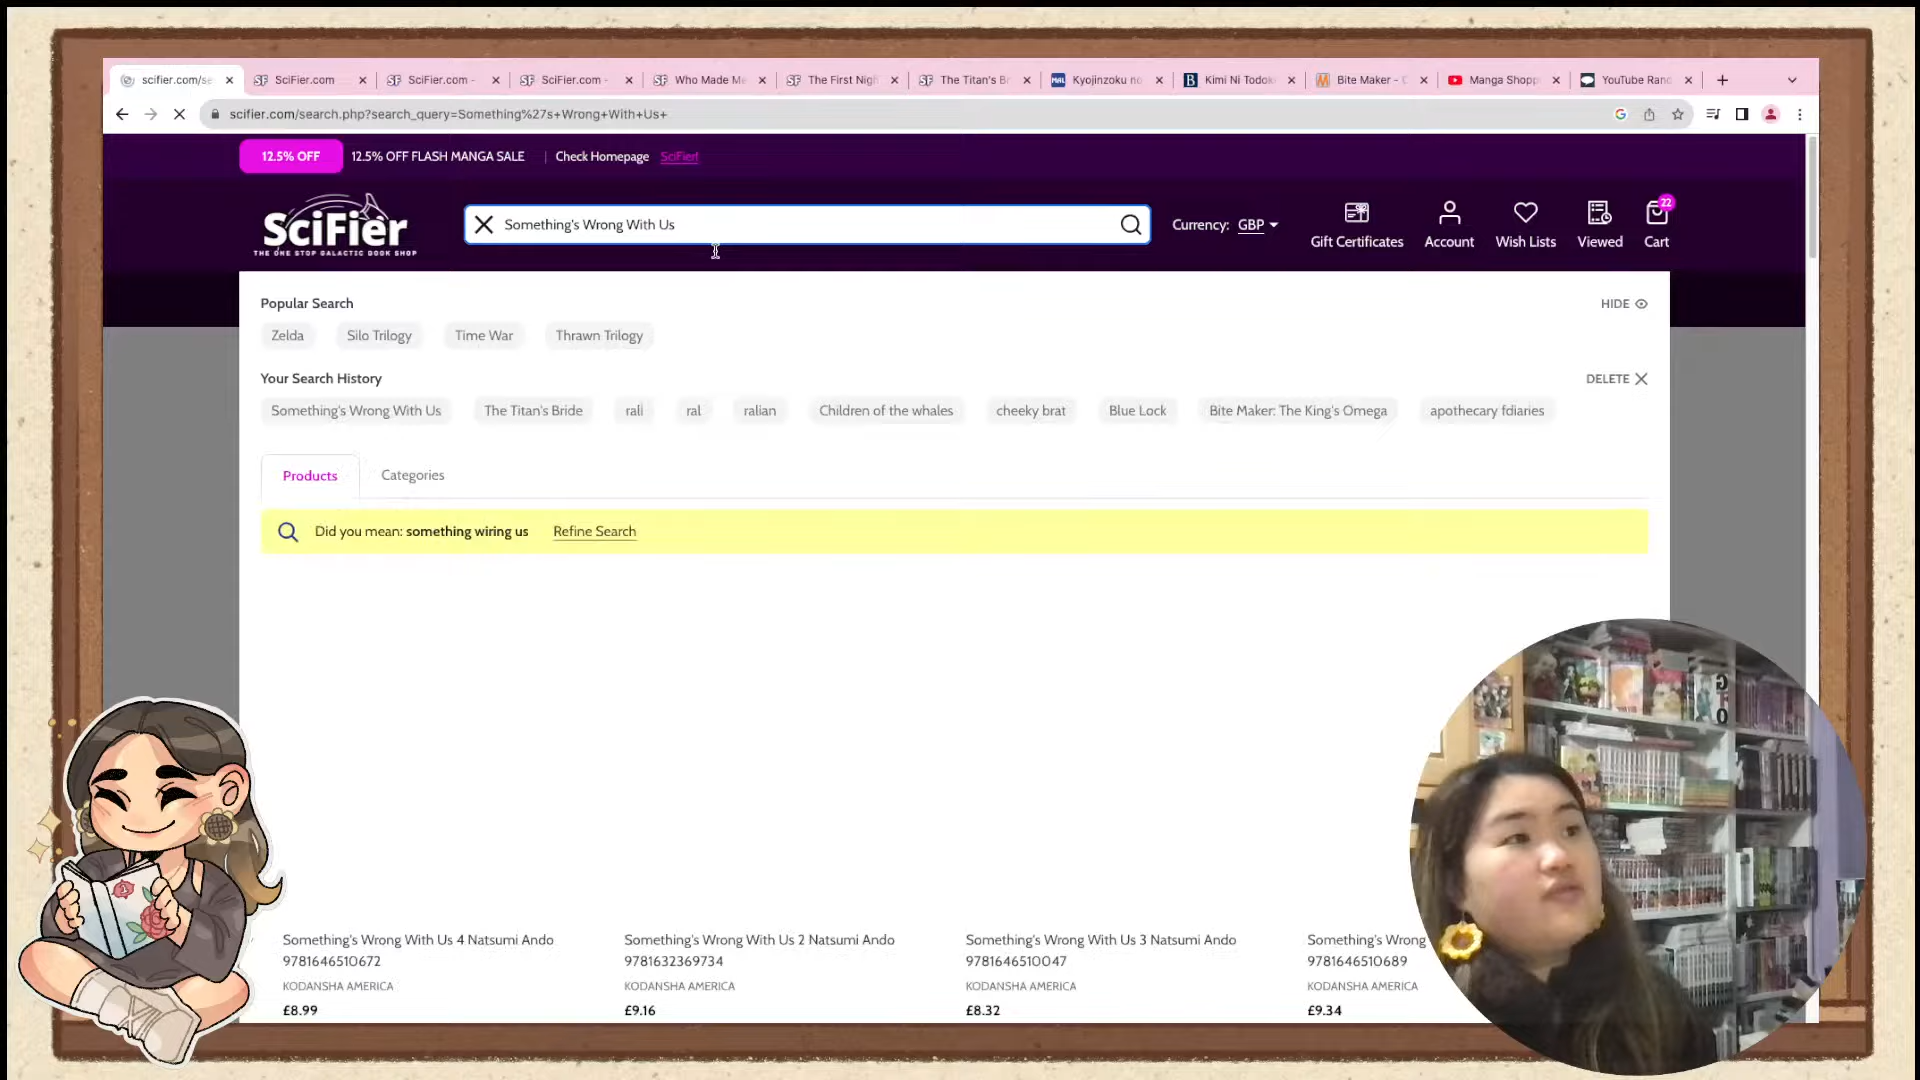 scifier.com/se
SciFier.com
SciFier.com -
SciFier.com -
Who Made Me
The First Nigh
The Titan's Br
MAL Kyojinzoku no
B Kimi Ni Todok
Bite Maker - C
Manga Shopp
YouTube Ranc
scifier.com/search.php?search_query=Something%27s+Wrong+With+Us+
12.5% OFF 12.5% OFF FLASH MANGA SALE | Check Homepage SciFier!
SciFier
THE ONE STOP GALACTIC BOOK SHOP
Something's Wrong With Us
Currency: GBP
Gift Certificates
Account
Wish Lists
Viewed
22
Cart
Popular Search
HIDE
Zelda Silo Trilogy Time War Thrawn Trilogy
Your Search History
DELETE
Something's Wrong With Us The Titan's Bride rali ral ralian Children of the whales cheeky brat Blue Lock Bite Maker: The King's Omega apothecary fdiaries
Products Categories
Did you mean: something wiring us Refine Search
Something's Wrong With Us 4 Natsumi Ando
9781646510672
KODANSHA AMERICA
£8.99
Something's Wrong With Us 2 Natsumi Ando
9781632369734
KODANSHA AMERICA
£9.16
Something's Wrong With Us 3 Natsumi Ando
9781646510047
KODANSHA AMERICA
£8.32
Something's Wrong
9781646510689
KODANSHA AMERICA
£9.34